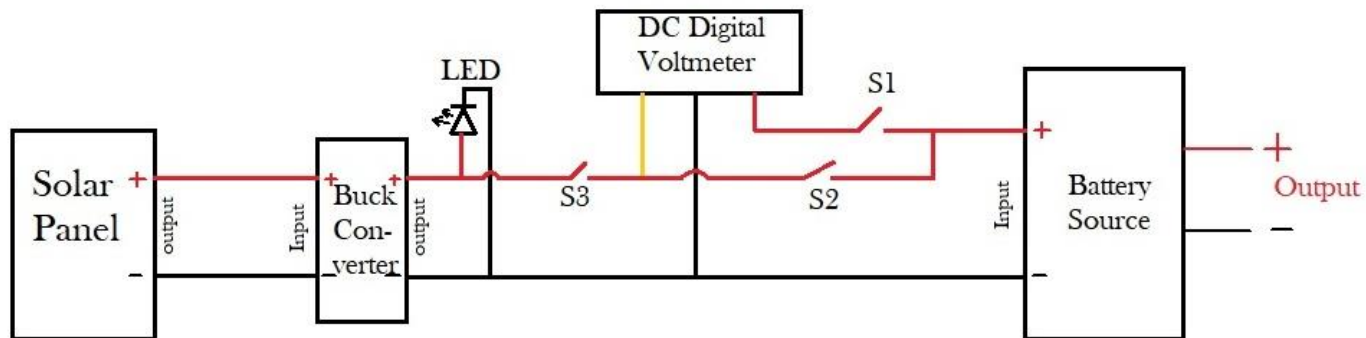 DC Digital
Voltmeter
LED
S1
Solar
Panel
+
-
output
Input
+
-
Buck
Con-
verter
+
-
output
S3
S2
Input
+
-
Battery
Source
+
Output
-